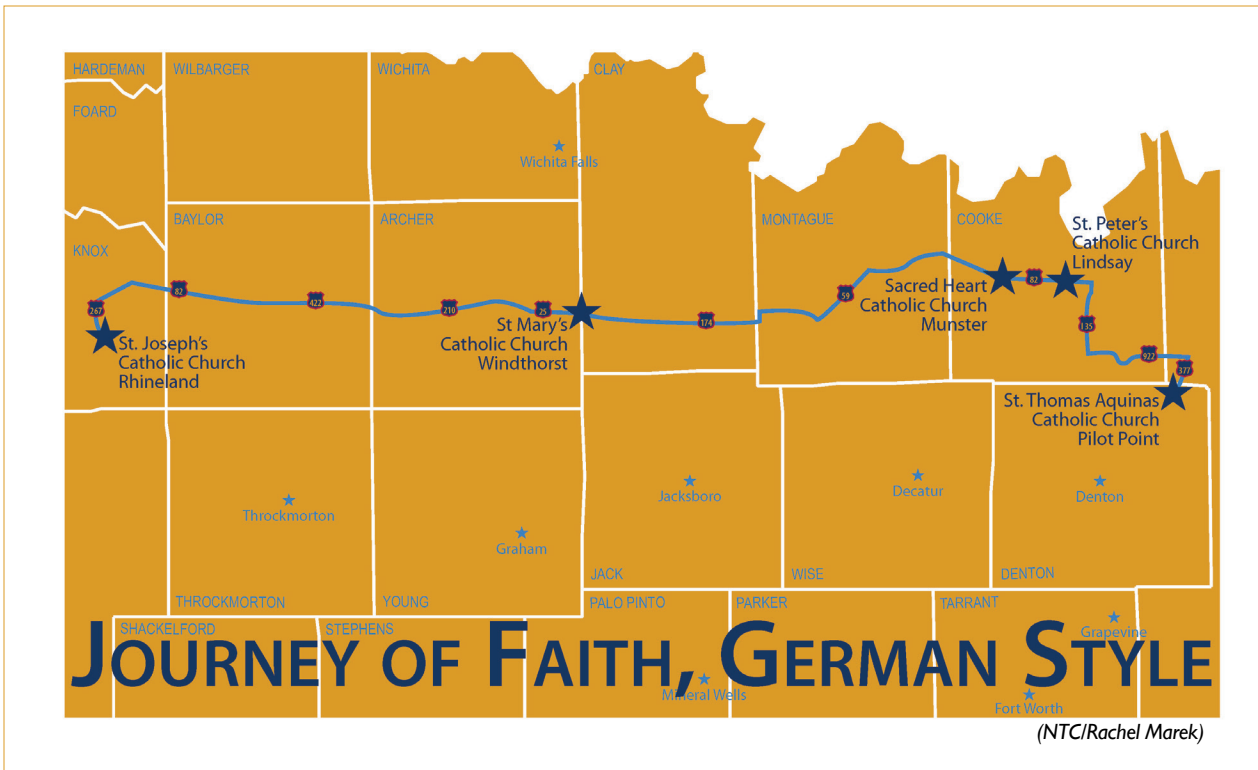 HARDEMAN
WILBARGER
WICHITA
CLAY
FOARD
Wichita Falls
KNOX
BAYLOR
ARCHER
MONTAGUE
COOKE
St. Peter's
Catholic Church
Lindsay
Sacred Heart
Catholic Church
Munster
267
82
422
210
25
174
59
82
135
922
377
St. Joseph's
Catholic Church
Rhineland
St Mary's
Catholic Church
Windthorst
St. Thomas Aquinas
Catholic Church
Pilot Point
Throckmorton
Graham
Jacksboro
Decatur
Denton
THROCKMORTON
YOUNG
JACK
WISE
DENTON
SHACKELFORD
STEPHENS
PALO PINTO
PARKER
TARRANT
Grapevine
JOURNEY OF FAITH, GERMAN STYLE
Mineral Wells
Fort Worth
(NTC/Rachel Marek)